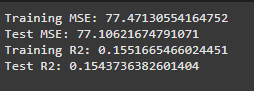 Training MSE: 77.47130554164752
Test MSE: 77.10621674791071
Training R2: 0.1551665466024451
Test R2: 0.1543736382601404